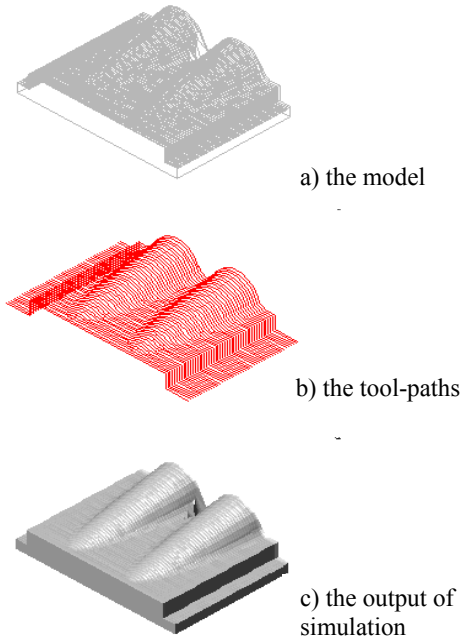 a) the model
b) the tool-paths
c) the output of
simulation